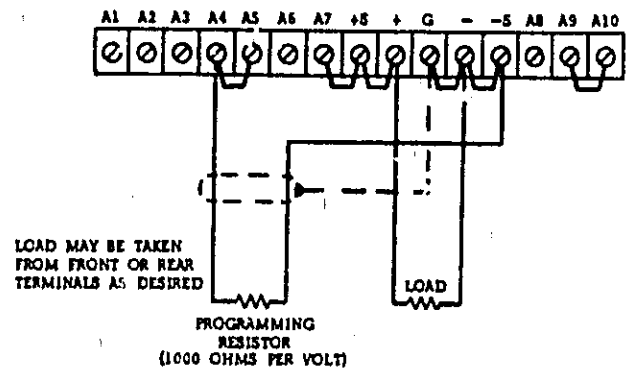 A1 A2 A3 A4 A5 A6 A7 +S + G - -S A8 A9 A10
LOAD MAY BE TAKEN
FROM FRONT OR REAR
TERMINALS AS DESIRED
LOAD
PROGRAMMING
RESISTOR
(1000 OHMS PER VOLT)